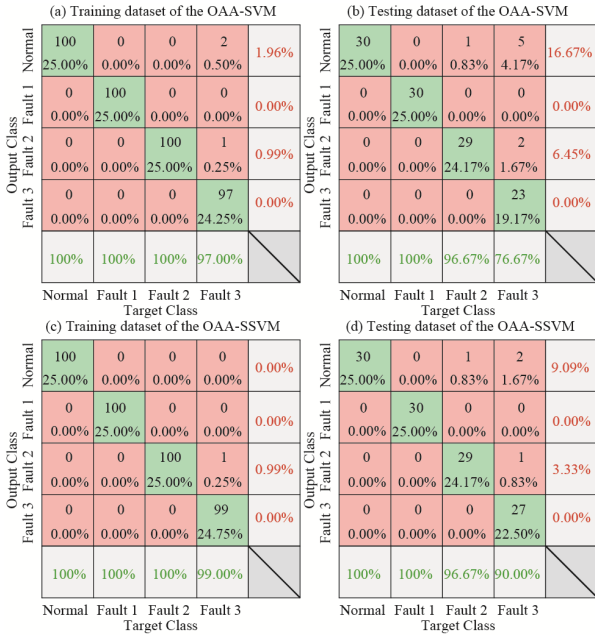 (a) Training dataset of the OAA-SVM
Output Class
Normal
100 0 0 2
25.00% 0.00% 0.00% 0.50%
1.96%
Fault 1
0 100 0 0
0.00% 25.00% 0.00% 0.00%
0.00%
Fault 2
0 0 100 1
0.00% 0.00% 25.00% 0.25%
0.99%
Fault 3
0 0 0 97
0.00% 0.00% 0.00% 24.25%
0.00%
100% 100% 100% 97.00%
Normal Fault 1 Fault 2 Fault 3
Target Class
(b) Testing dataset of the OAA-SVM
Output Class
Normal
30 0 1 5
25.00% 0.00% 0.83% 4.17%
16.67%
Fault 1
0 30 0 0
0.00% 25.00% 0.00% 0.00%
0.00%
Fault 2
0 0 29 2
0.00% 0.00% 24.17% 1.67%
6.45%
Fault 3
0 0 0 23
0.00% 0.00% 0.00% 19.17%
0.00%
100% 100% 96.67% 76.67%
Normal Fault 1 Fault 2 Fault 3
Target Class
(c) Training dataset of the OAA-SSVM
Output Class
Normal
100 0 0 0
25.00% 0.00% 0.00% 0.00%
0.00%
Fault 1
0 100 0 0
0.00% 25.00% 0.00% 0.00%
0.00%
Fault 2
0 0 100 1
0.00% 0.00% 25.00% 0.25%
0.99%
Fault 3
0 0 0 99
0.00% 0.00% 0.00% 24.75%
0.00%
100% 100% 100% 99.00%
Normal Fault 1 Fault 2 Fault 3
Target Class
(d) Testing dataset of the OAA-SSVM
Output Class
Normal
30 0 1 2
25.00% 0.00% 0.83% 1.67%
9.09%
Fault 1
0 30 0 0
0.00% 25.00% 0.00% 0.00%
0.00%
Fault 2
0 0 29 1
0.00% 0.00% 24.17% 0.83%
3.33%
Fault 3
0 0 0 27
0.00% 0.00% 0.00% 22.50%
0.00%
100% 100% 96.67% 90.00%
Normal Fault 1 Fault 2 Fault 3
Target Class